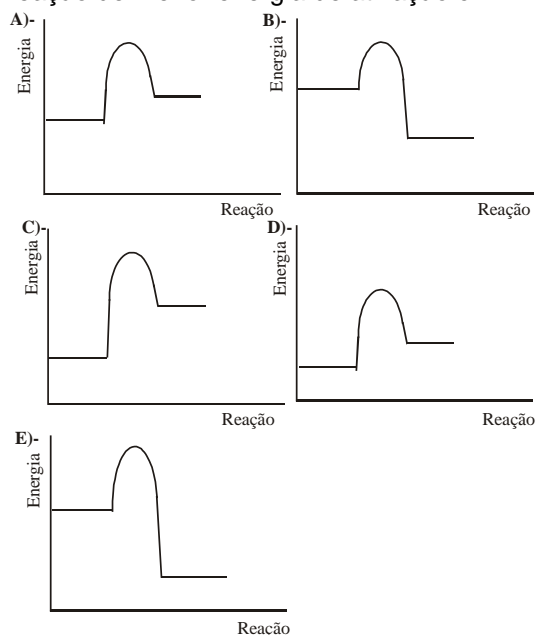 A)-
Energia
Reação
B)-
Energia
Reação
C)-
Energia
Reação
D)-
Energia
Reação
E)-
Energia
Reação